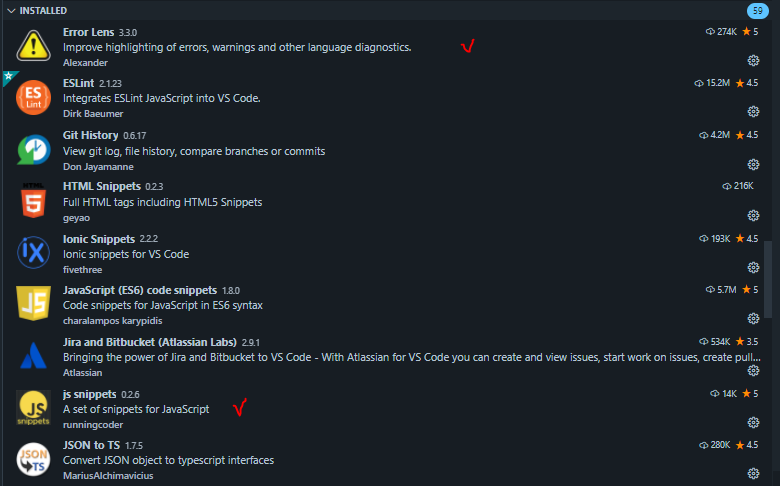 INSTALLED 59
Error Lens 3.3.0 274K 5
Improve highlighting of errors, warnings and other language diagnostics.
Alexander
ES Lint
ESLint 2.1.23 15.2M 4.5
Integrates ESLint JavaScript into VS Code.
Dirk Baeumer
Git History 0.6.17 4.2M 4.5
View git log, file history, compare branches or commits
Don Jayamanne
HTML
5
HTML Snippets 0.2.3 216K
Full HTML tags including HTML5 Snippets
geyao
iX
Ionic Snippets 2.2.2 193K 4.5
Ionic snippets for VS Code
fivethree
JS
JavaScript (ES6) code snippets 1.8.0 5.7M 5
Code snippets for JavaScript in ES6 syntax
charalampos karypidis
Jira and Bitbucket (Atlassian Labs) 2.9.1 534K 3.5
Bringing the power of Jira and Bitbucket to VS Code - With Atlassian for VS Code you can create and view issues, start work on issues, create pull...
Atlassian
JS
snippets
js snippets 0.2.6 14K 5
A set of snippets for JavaScript
runningcoder
JSON
TS
JSON to TS 1.7.5 280K 4.5
Convert JSON object to typescript interfaces
MariusAlchimavicius